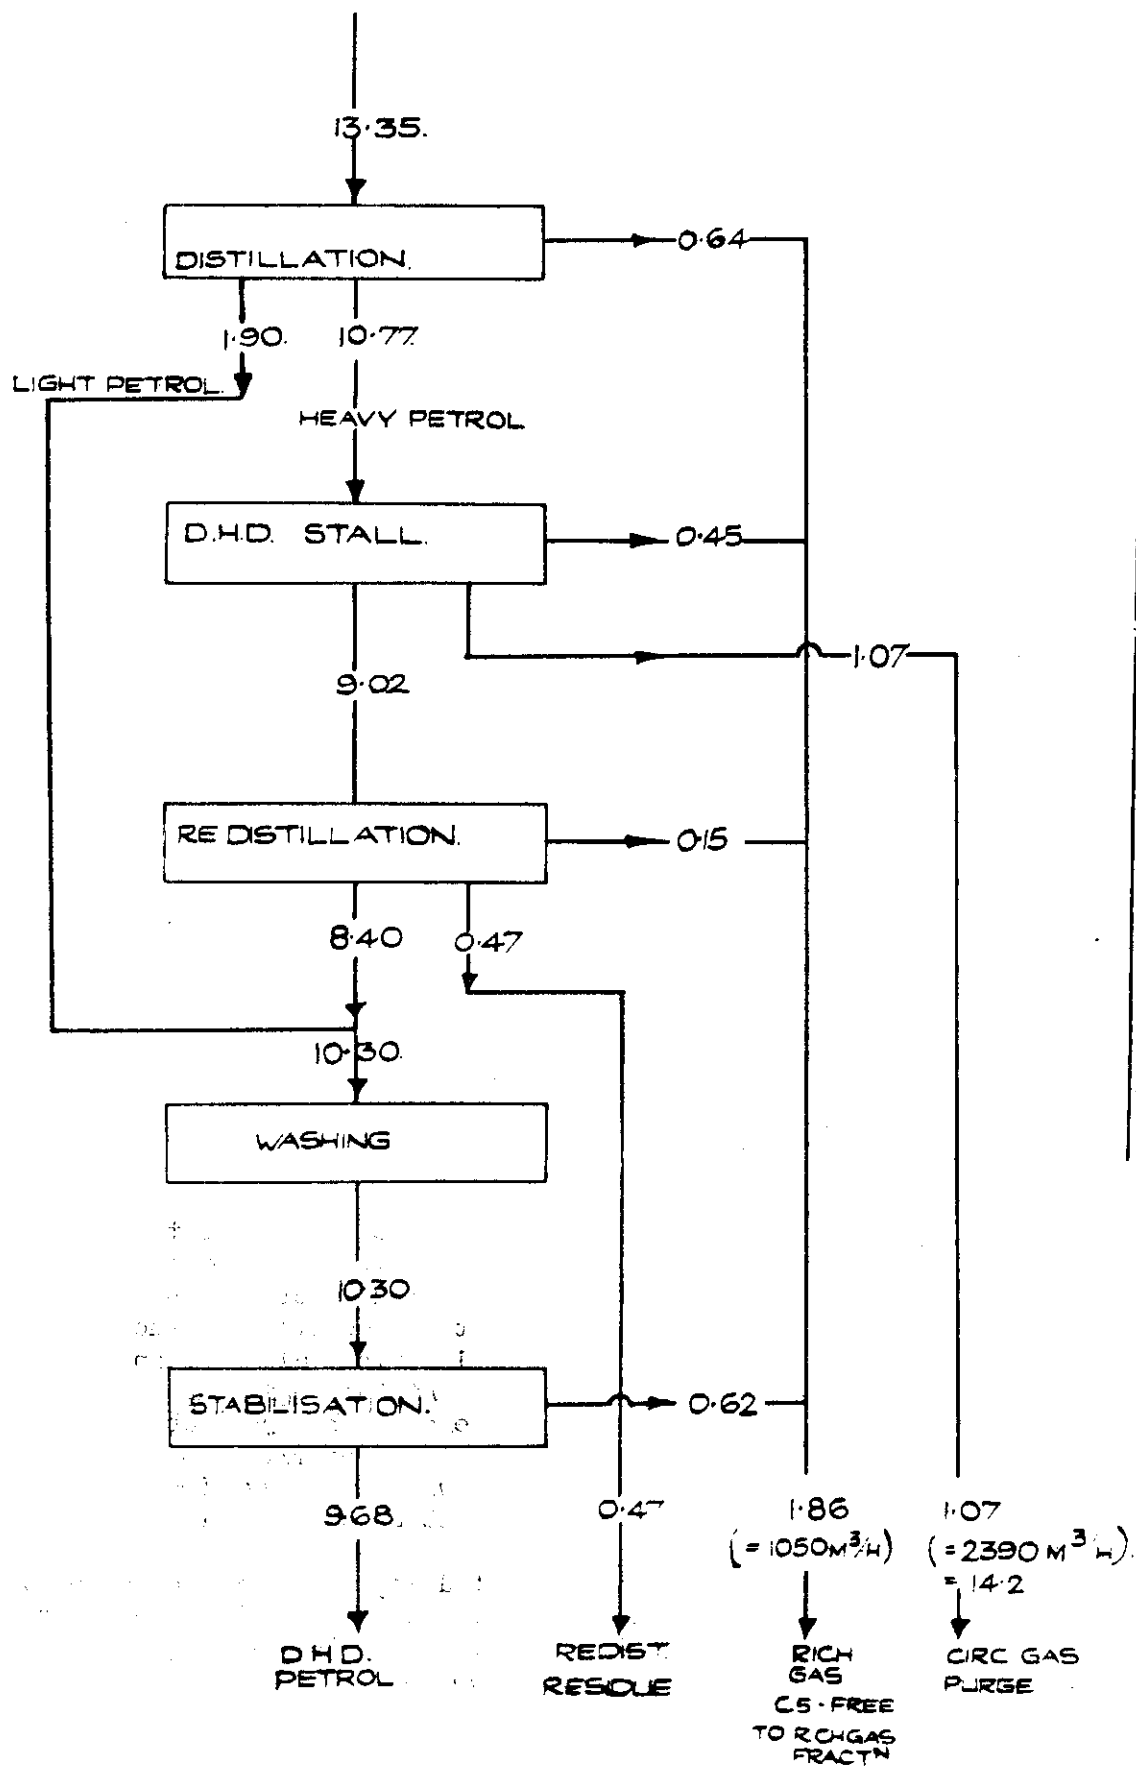 13.35.
DISTILLATION.
0.64
1.90.
10.77.
LIGHT PETROL.
HEAVY PETROL
D.H.D. STALL.
0.45
1.07
9.02
RE DISTILLATION.
0.15
8.40
0.47
10.30.
WASHING
10.30
STABILISATION.
0.62
9.68
0.47
1.86
(= 1050 M³/H)
1.07
(= 2390 M³/H).
= 14.2
D H D.
PETROL
REDIST.
RESIDUE
RICH
GAS
C5 - FREE
TO RCHGAS
FRACTᴺ
CIRC GAS
PURGE